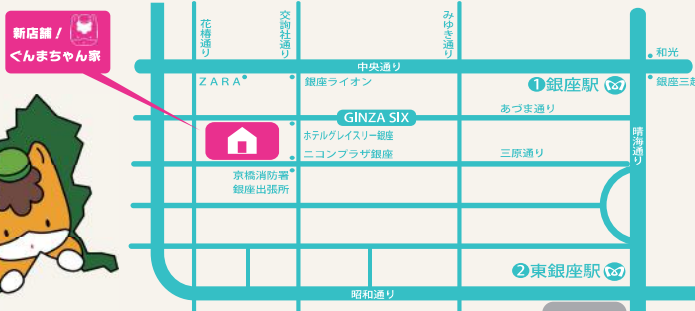 新店舗！
ぐんまちゃん家
花椿通り
交詢社通り
みゆき通り
中央通り
和光
ZARA
銀座ライオン
❶銀座駅
銀座三越
GINZA SIX
あづま通り
ホテルグレイスリー銀座
晴海通り
ニコンプラザ銀座
三原通り
京橋消防署
銀座出張所
❷東銀座駅
昭和通り